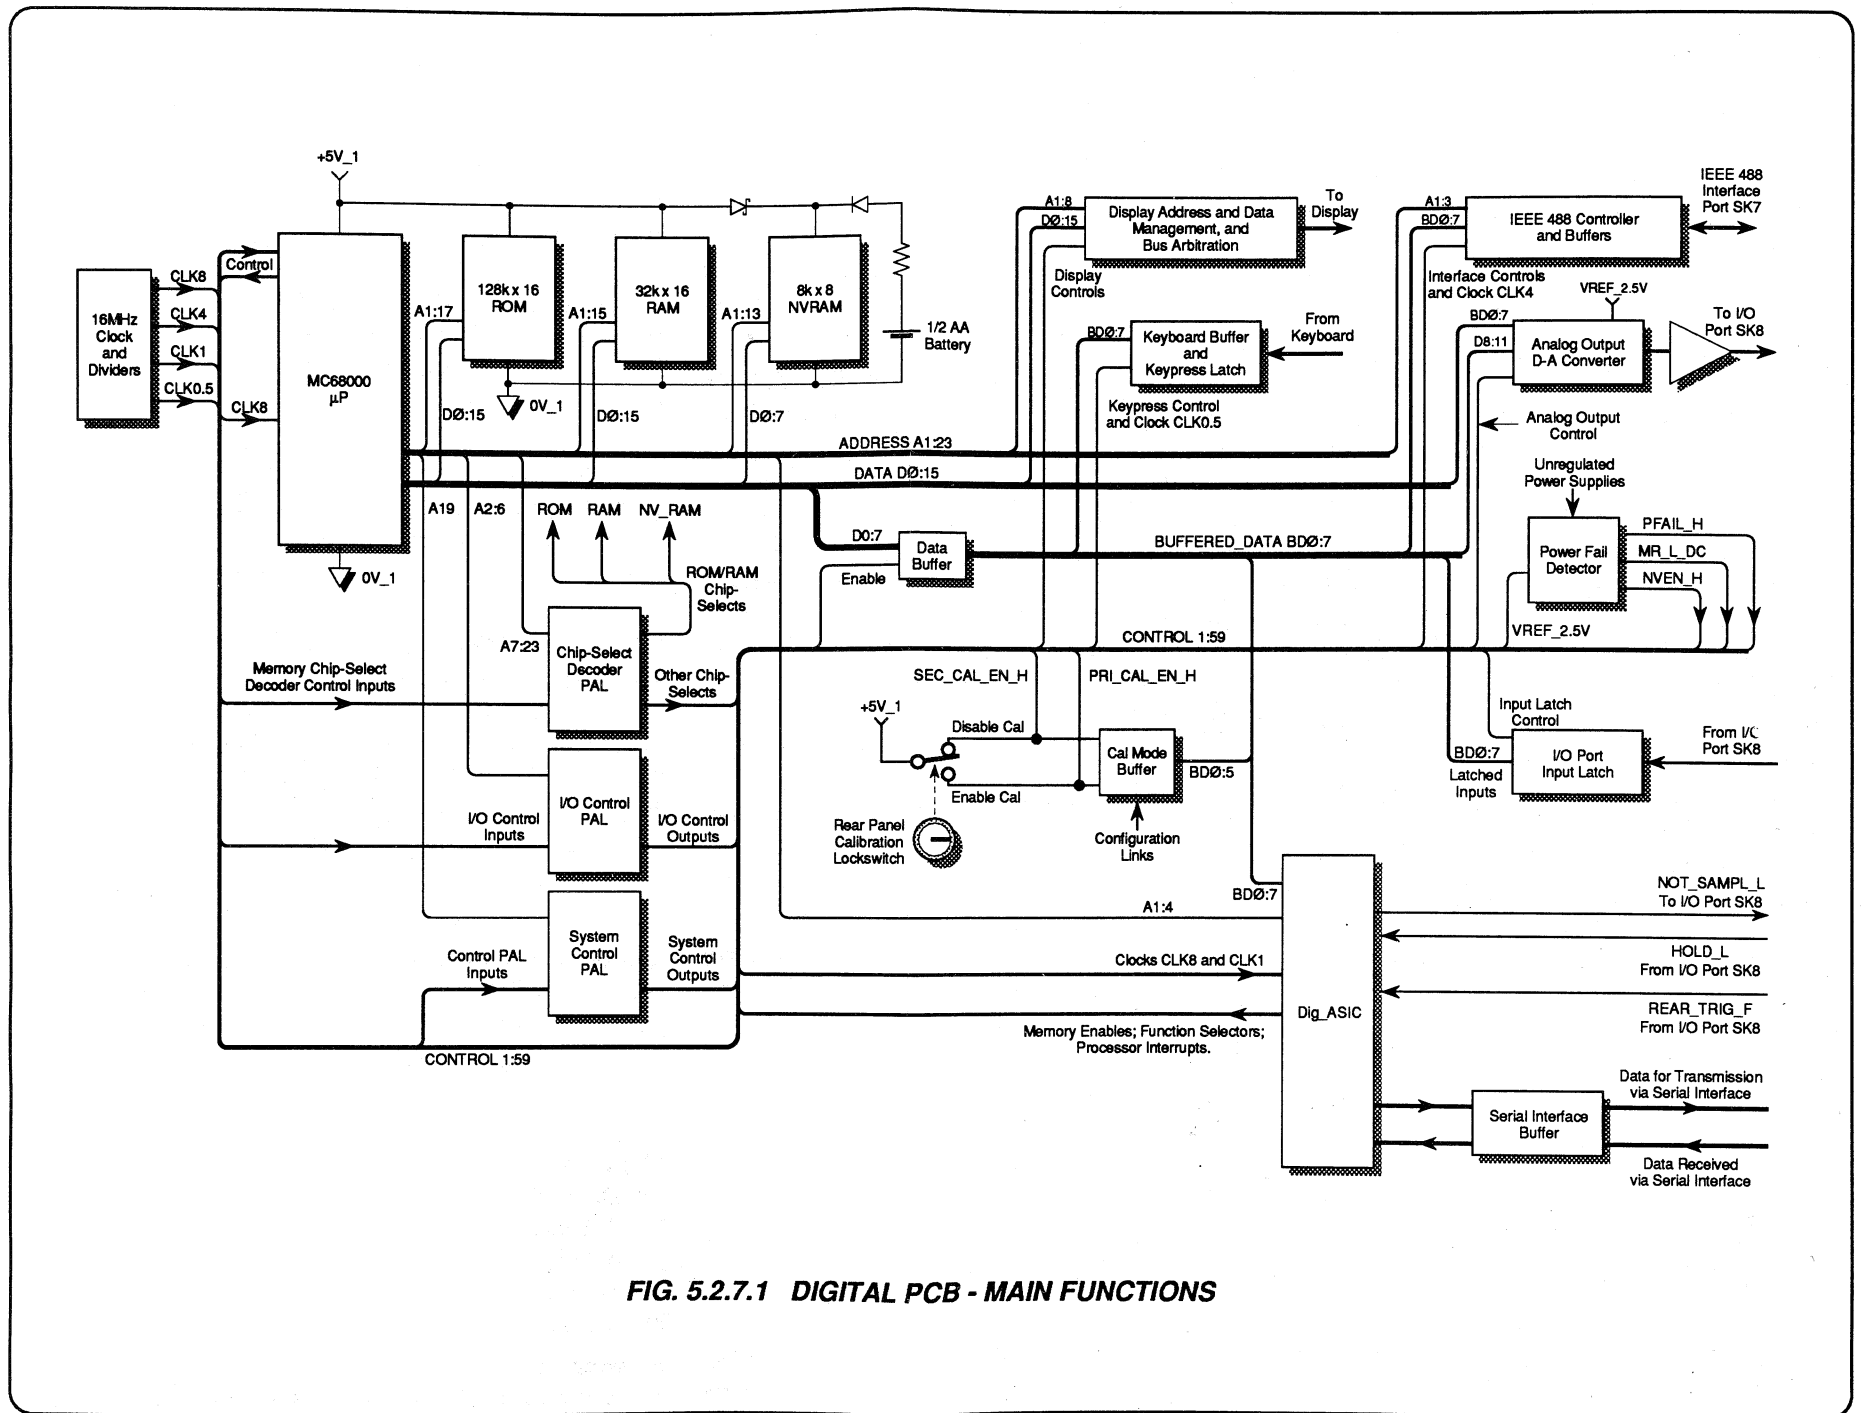 +5V_1
16MHz
Clock
and
Dividers
CLK8
CLK4
CLK1
CLK0.5
Control
CLK8
MC68000
µP
0V_1
A1:17
128k x 16
ROM
DØ:15
0V_1
A1:15
32k x 16
RAM
DØ:15
A1:13
8k x 8
NVRAM
DØ:7
1/2 AA
Battery
A1:8
DØ:15
Display Address and Data
Management, and
Bus Arbitration
To
Display
Display
Controls
BDØ:7
Keyboard Buffer
and
Keypress Latch
From
Keyboard
Keypress Control
and Clock CLK0.5
A1:3
BDØ:7
IEEE 488 Controller
and Buffers
IEEE 488
Interface
Port SK7
Interface Controls
and Clock CLK4
VREF_2.5V
BDØ:7
D8:11
Analog Output
D-A Converter
To I/O
Port SK8
Analog Output
Control
ADDRESS A1:23
DATA DØ:15
A19
A2:6
ROM
RAM
NV_RAM
ROM/RAM
Chip-
Selects
D0:7
Enable
Data
Buffer
BUFFERED_DATA BDØ:7
Unregulated
Power Supplies
Power Fail
Detector
PFAIL_H
MR_L_DC
NVEN_H
VREF_2.5V
CONTROL 1:59
A7:23
Chip-Select
Decoder
PAL
Memory Chip-Select
Decoder Control Inputs
Other Chip-
Selects
SEC_CAL_EN_H
PRI_CAL_EN_H
+5V_1
Disable Cal
Enable Cal
Cal Mode
Buffer
BDØ:5
Rear Panel
Calibration
Lockswitch
Configuration
Links
Input Latch
Control
BDØ:7
Latched
Inputs
I/O Port
Input Latch
From I/C
Port SK8
I/O Control
Inputs
I/O Control
PAL
I/O Control
Outputs
Control PAL
Inputs
System
Control
PAL
System
Control
Outputs
CONTROL 1:59
BDØ:7
A1:4
Clocks CLK8 and CLK1
Memory Enables; Function Selectors;
Processor Interrupts.
Dig_ASIC
NOT_SAMPL_L
To I/O Port SK8
HOLD_L
From I/O Port SK8
REAR_TRIG_F
From I/O Port SK8
Serial Interface
Buffer
Data for Transmission
via Serial Interface
Data Received
via Serial Interface
FIG. 5.2.7.1 DIGITAL PCB - MAIN FUNCTIONS